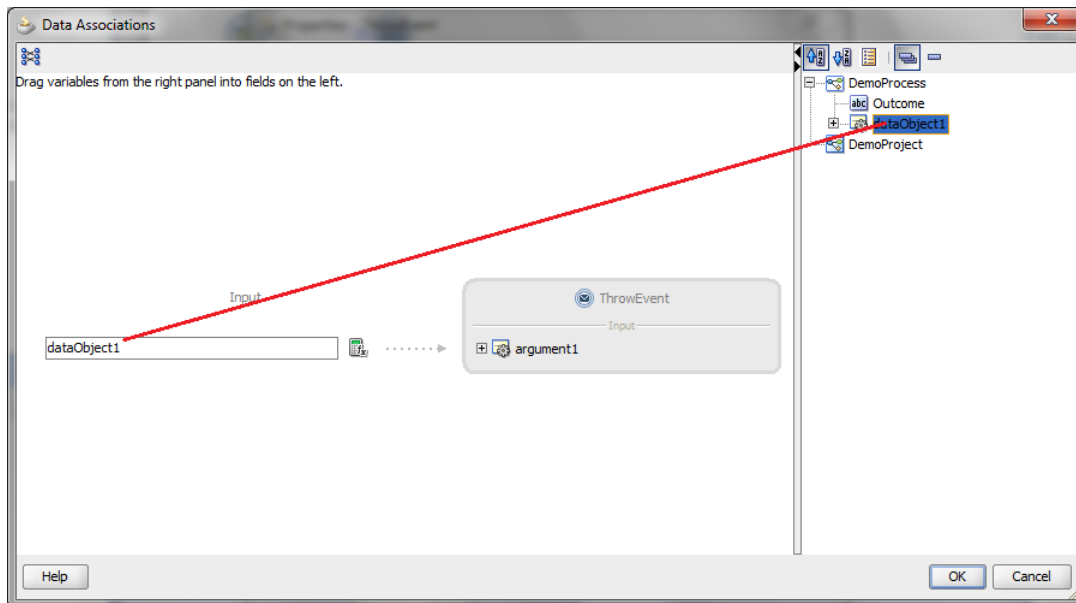 Data Associations
Drag variables from the right panel into fields on the left.
DemoProcess
abc Outcome
dataObject1
DemoProject
Input
ThrowEvent
Input
dataObject1
argument1
Help
OK
Cancel